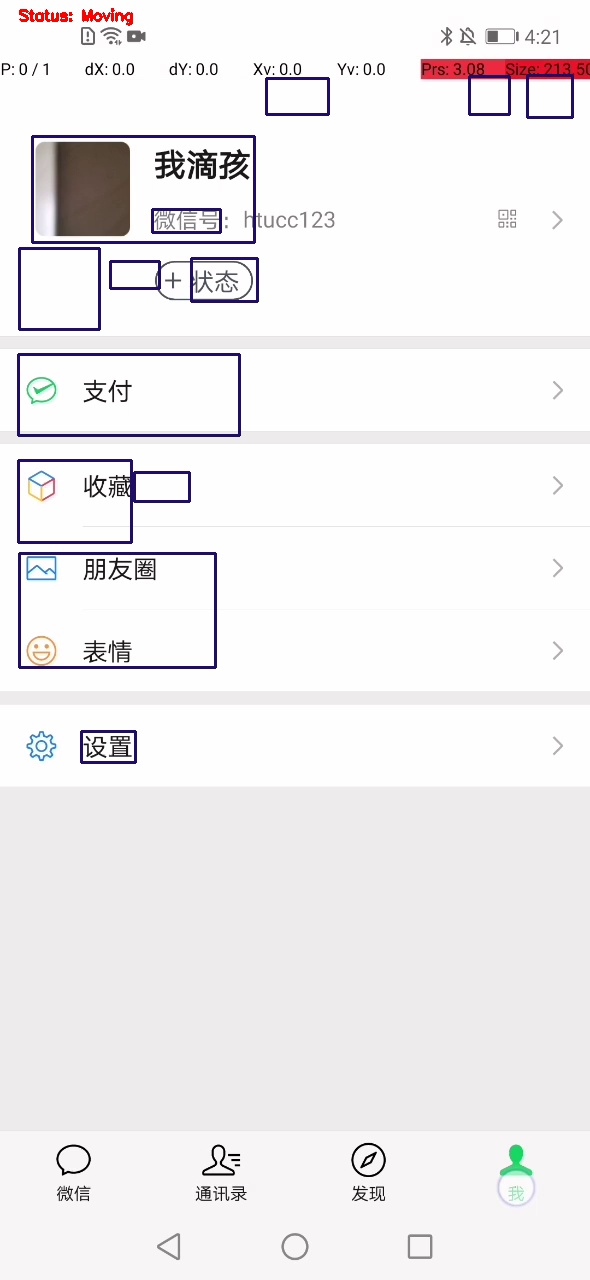 Status: Moving
4:21
P: 0 / 1 dX: 0.0 dY: 0.0 Xv: 0.0 Yv: 0.0 Prs: 3.08 Size: 213.50
我滴孩
微信号: htucc123
+ 状态
支付
收藏
朋友圈
表情
设置
微信 通讯录 发现 我